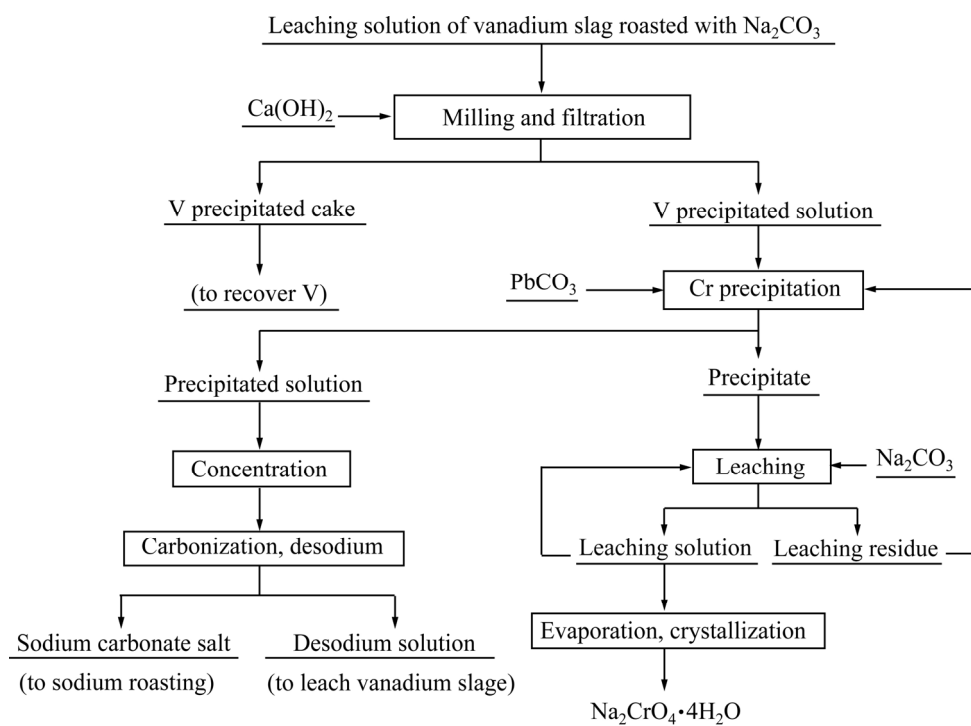 Leaching solution of vanadium slag roasted with Na₂CO₃
Ca(OH)₂
Milling and filtration
V precipitated cake
V precipitated solution
(to recover V)
PbCO₃
Cr precipitation
Precipitated solution
Precipitate
Concentration
Leaching
Na₂CO₃
Carbonization, desodium
Leaching solution
Leaching residue
Sodium carbonate salt
Desodium solution
Evaporation, crystallization
(to sodium roasting)
(to leach vanadium slage)
Na₂CrO₄·4H₂O